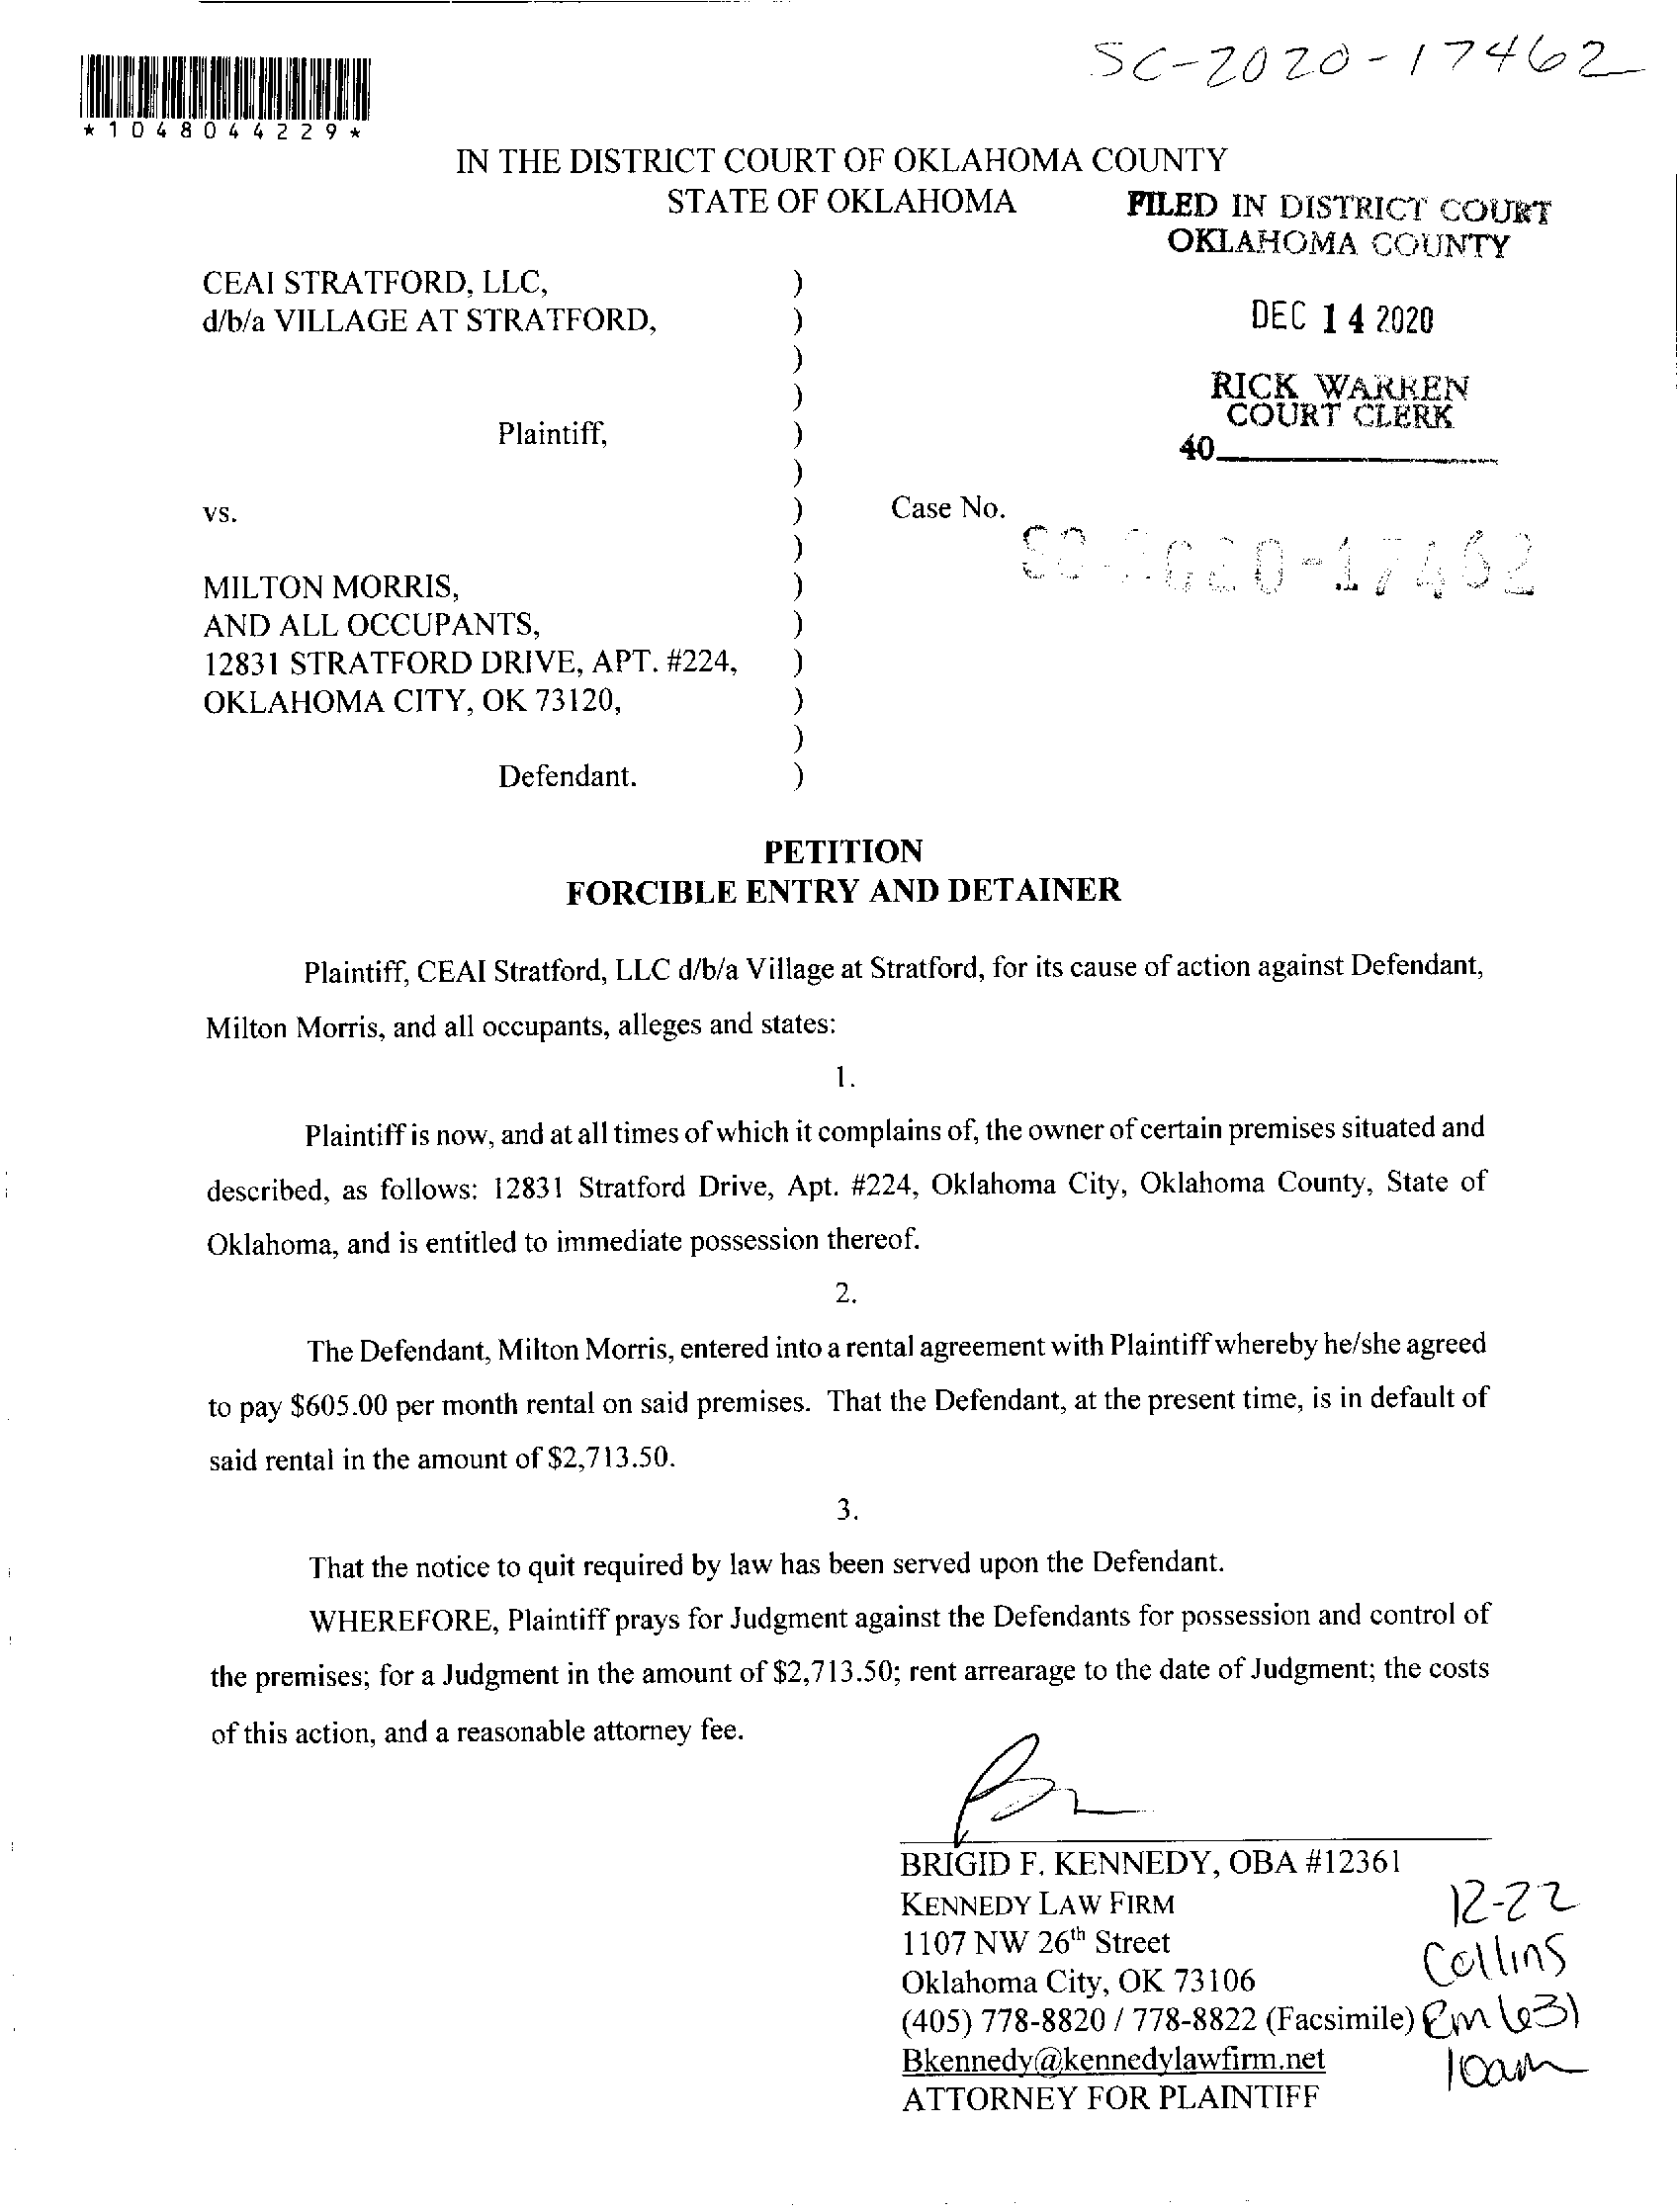 SC-2020-17462
*1048044229*
IN THE DISTRICT COURT OF OKLAHOMA COUNTY
STATE OF OKLAHOMA
FILED IN DISTRICT COURT
OKLAHOMA COUNTY
CEAI STRATFORD, LLC, )
d/b/a VILLAGE AT STRATFORD, )
DEC 14 2020
)
RICK WARREN
COURT CLERK
)
Plaintiff, )
40
)
vs. ) Case No.
SC-2020-17462
)
MILTON MORRIS, )
AND ALL OCCUPANTS, )
12831 STRATFORD DRIVE, APT. #224, )
OKLAHOMA CITY, OK 73120, )
)
Defendant. )
PETITION
FORCIBLE ENTRY AND DETAINER
Plaintiff, CEAI Stratford, LLC d/b/a Village at Stratford, for its cause of action against Defendant,
Milton Morris, and all occupants, alleges and states:
1.
Plaintiff is now, and at all times of which it complains of, the owner of certain premises situated and
described, as follows: 12831 Stratford Drive, Apt. #224, Oklahoma City, Oklahoma County, State of
Oklahoma, and is entitled to immediate possession thereof.
2.
The Defendant, Milton Morris, entered into a rental agreement with Plaintiff whereby he/she agreed
to pay $605.00 per month rental on said premises. That the Defendant, at the present time, is in default of
said rental in the amount of $2,713.50.
3.
That the notice to quit required by law has been served upon the Defendant.
WHEREFORE, Plaintiff prays for Judgment against the Defendants for possession and control of
the premises; for a Judgment in the amount of $2,713.50; rent arrearage to the date of Judgment; the costs
of this action, and a reasonable attorney fee.
BRIGID F. KENNEDY, OBA #12361
KENNEDY LAW FIRM
1107 NW 26th Street
Oklahoma City, OK 73106
(405) 778-8820 / 778-8822 (Facsimile)
Bkennedy@kennedylawfirm.net
ATTORNEY FOR PLAINTIFF
12-22
Collins
Rm 631
10am